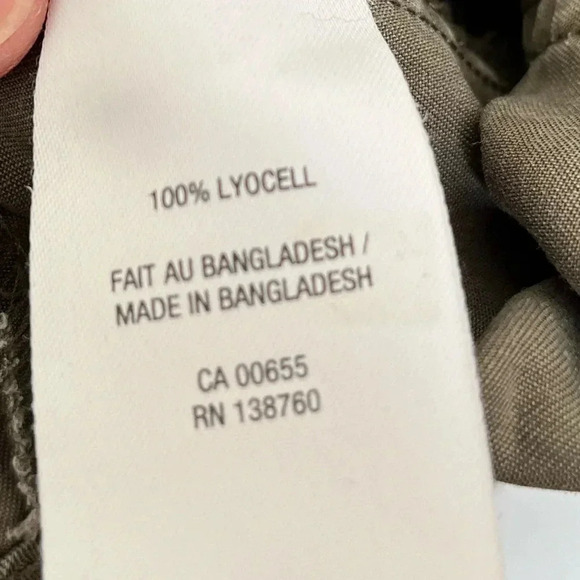 100% LYOCELL
FAIT AU BANGLADESH /
MADE IN BANGLADESH
CA 00655
RN 138760